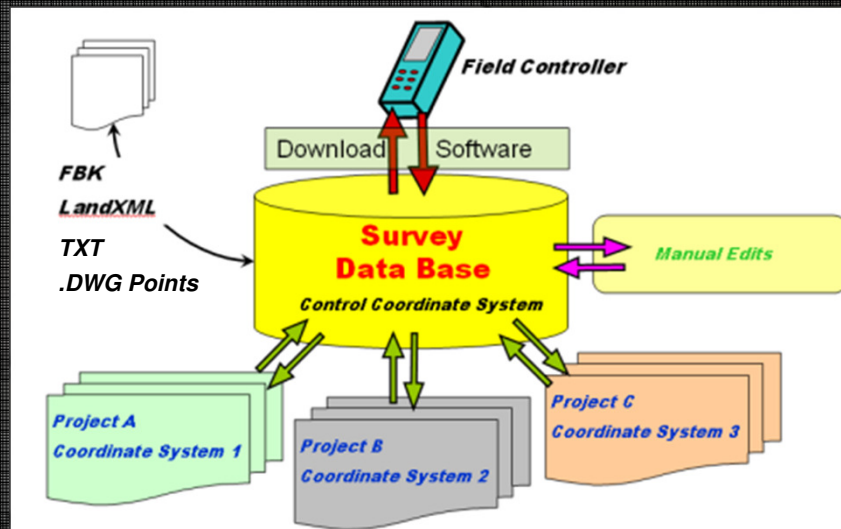 Field Controller
Download Software
FBK
LandXML
TXT
.DWG Points
Survey
Data Base
Control Coordinate System
Manual Edits
Project A
Coordinate System 1
Project B
Coordinate System 2
Project C
Coordinate System 3